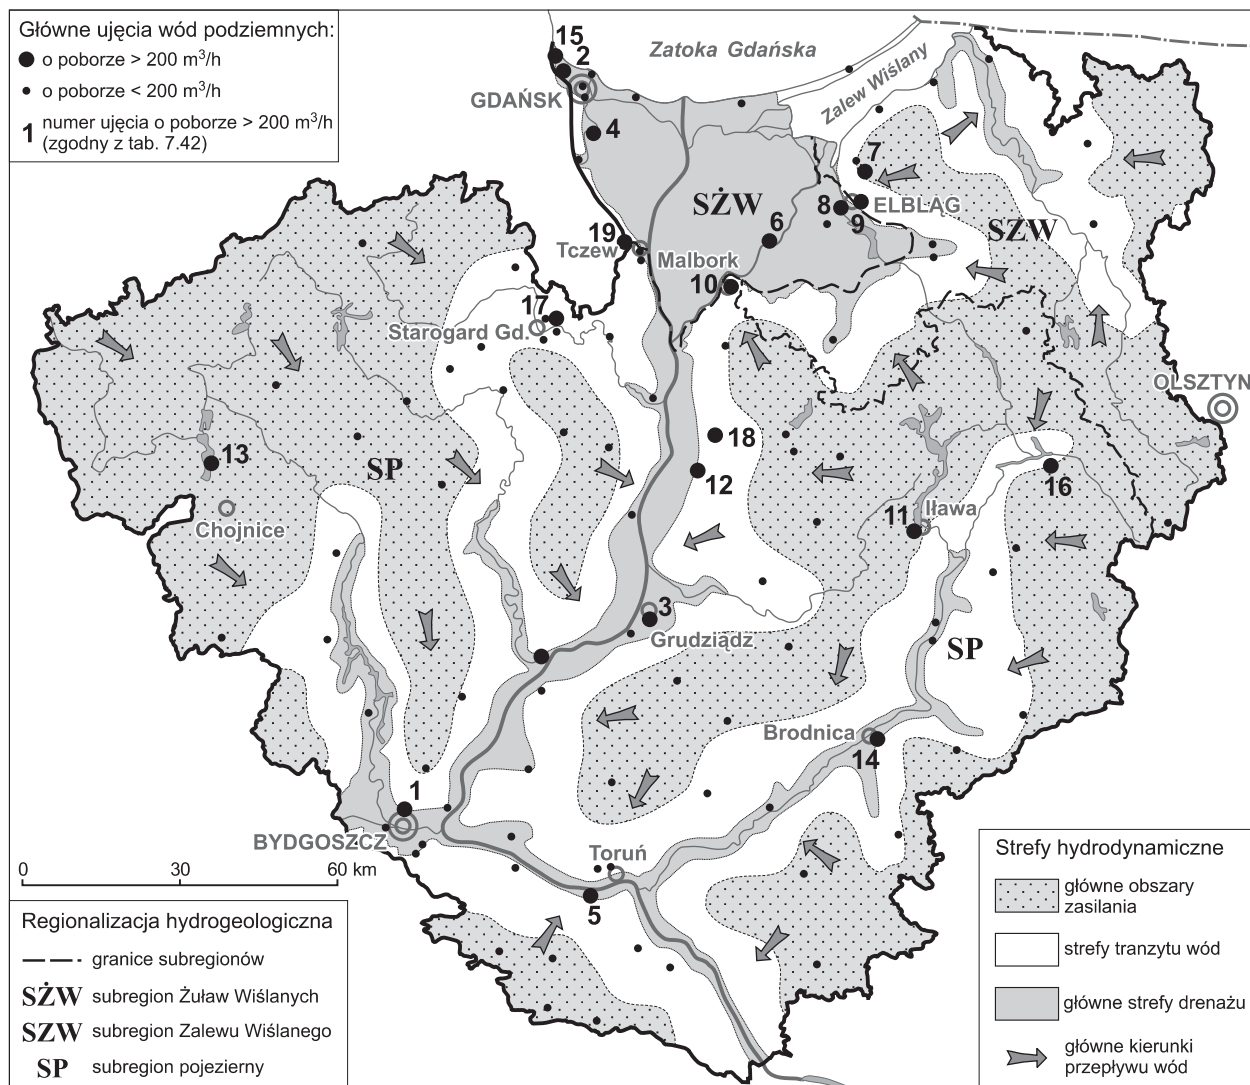 Główne ujęcia wód podziemnych:
o poborze > 200 m³/h
o poborze < 200 m³/h
1 numer ujęcia o poborze > 200 m³/h
(zgodny z tab. 7.42)
15
2
GDAŃSK
4
Zatoka Gdańska
Zalew Wiślany
7
SŻW
8
9
ELBLĄG
SZW
6
19
Tczew
Malbork
10
17
Starogard Gd.
OLSZTYN
13
SP
18
12
16
Chojnice
11
Iława
3
Grudziądz
SP
Brodnica
14
1
BYDGOSZCZ
Toruń
5
0 30 60 km
Regionalizacja hydrogeologiczna
granice subregionów
SŻW subregion Żuław Wiślanych
SZW subregion Zalewu Wiślanego
SP subregion pojezierny
Strefy hydrodynamiczne
główne obszary
zasilania
strefy tranzytu wód
główne strefy drenażu
główne kierunki
przepływu wód